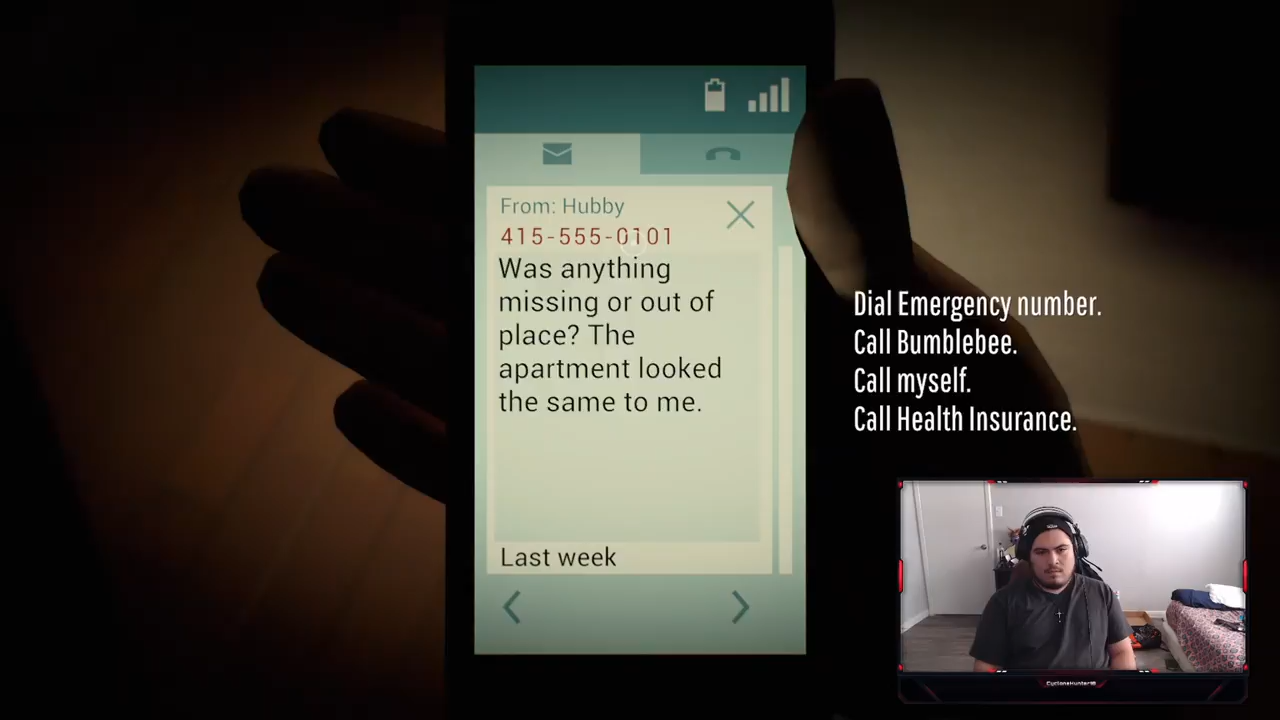 From: Hubby
415-555-0101
Was anything
missing or out of
place? The
apartment looked
the same to me.
Last week
Dial Emergency number.
Call Bumblebee.
Call myself.
Call Health Insurance.